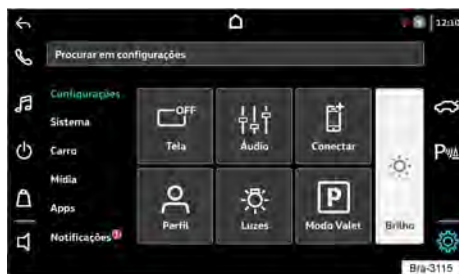 12:10
Procurar em configurações
Configurações
Sistema
Carro
Mídia
Apps
Notificações
OFF
Tela
Áudio
Conectar
Perfil
Luzes
P
Modo Valet
Brilho
P
Bra-3115